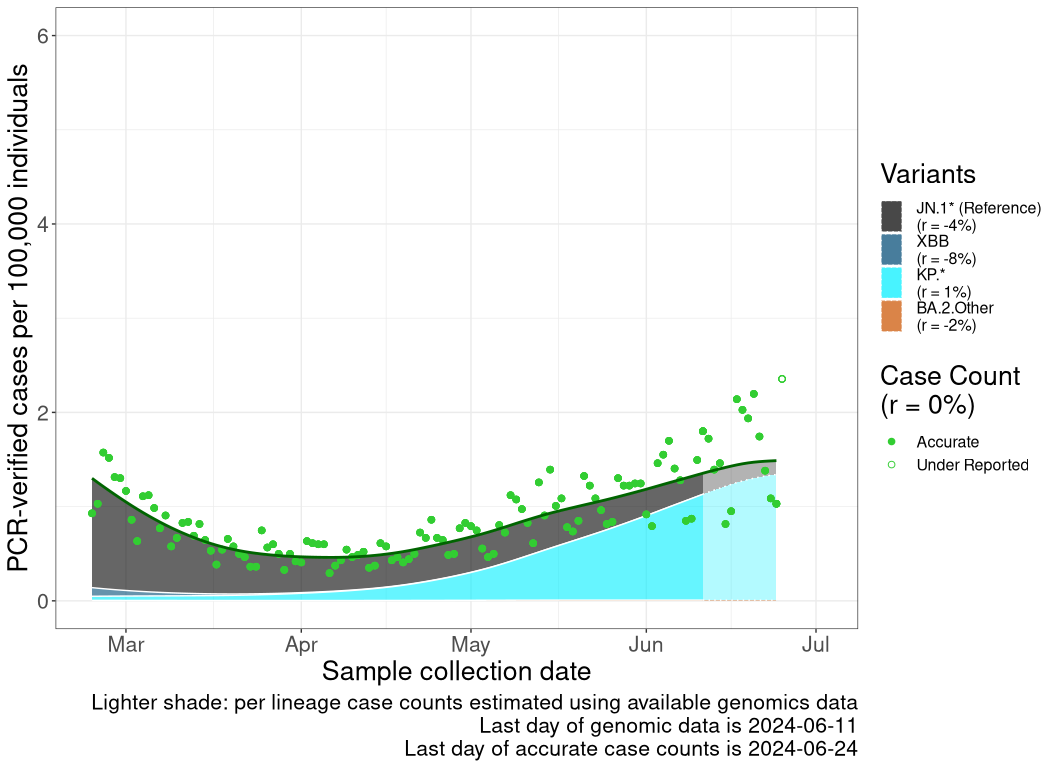 PCR-verified cases per 100,000 individuals
6
4
2
0
Mar
Apr
May
Jun
Jul
Sample collection date
Lighter shade: per lineage case counts estimated using available genomics data
Last day of genomic data is 2024-06-11
Last day of accurate case counts is 2024-06-24
Variants
JN.1* (Reference)
(r = -4%)
XBB
(r = -8%)
KP.*
(r = 1%)
BA.2.Other
(r = -2%)
Case Count
(r = 0%)
Accurate
Under Reported